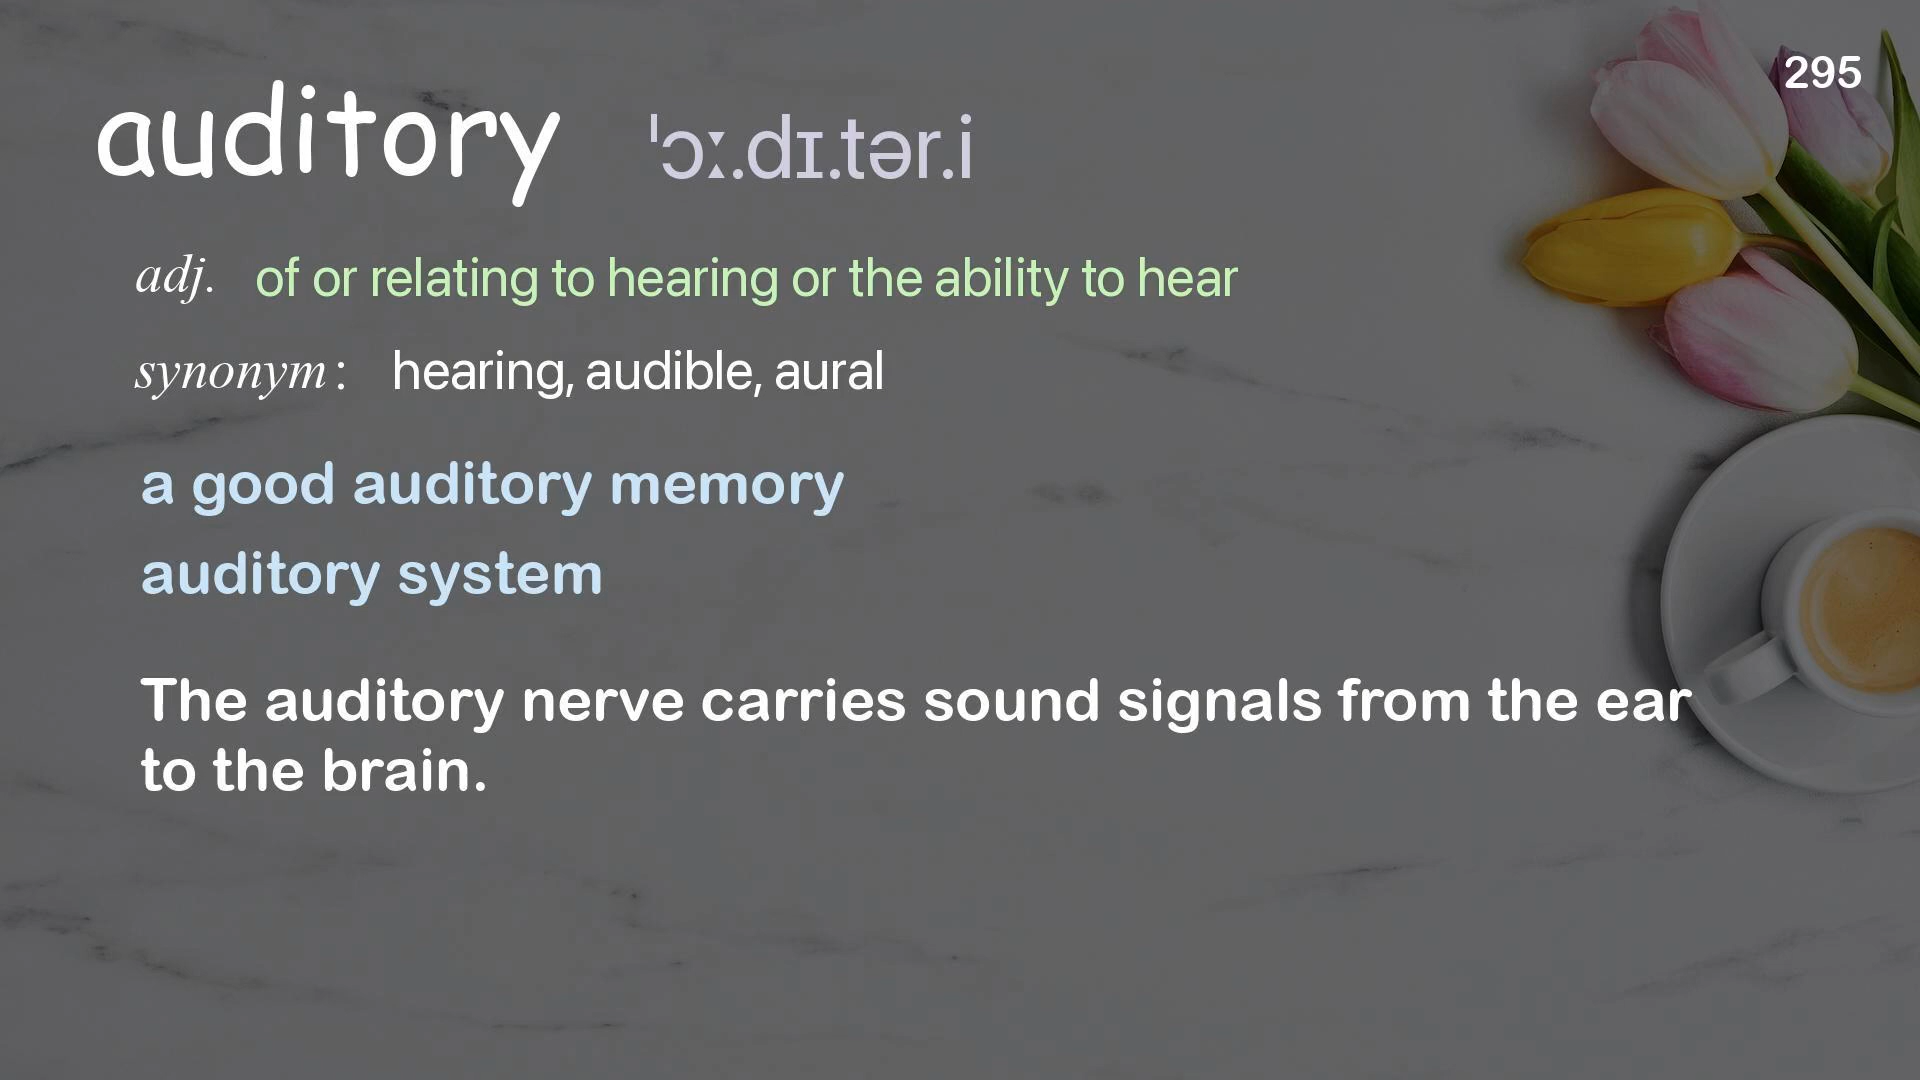 295
auditory ˈɔː.dɪ.tər.i
adj. of or relating to hearing or the ability to hear
synonym : hearing, audible, aural
a good auditory memory
auditory system
The auditory nerve carries sound signals from the ear
to the brain.